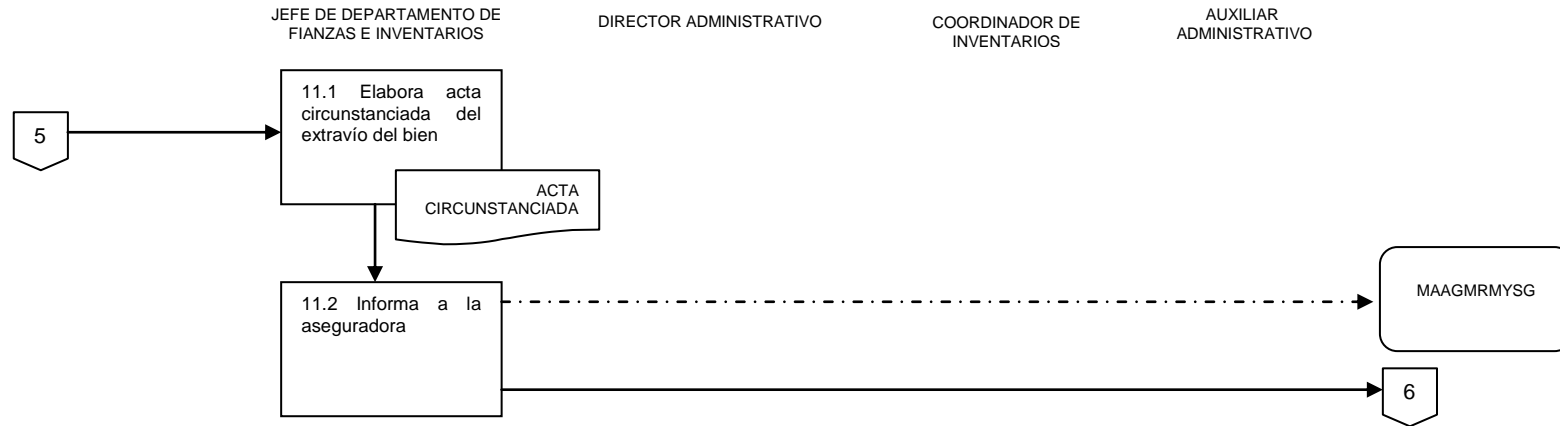 JEFE DE DEPARTAMENTO DE
FIANZAS E INVENTARIOS
DIRECTOR ADMINISTRATIVO
COORDINADOR DE
INVENTARIOS
AUXILIAR
ADMINISTRATIVO
5
11.1 Elabora acta
circunstanciada del
extravío del bien
ACTA
CIRCUNSTANCIADA
11.2 Informa a la
aseguradora
MAAGMRMYSG
6